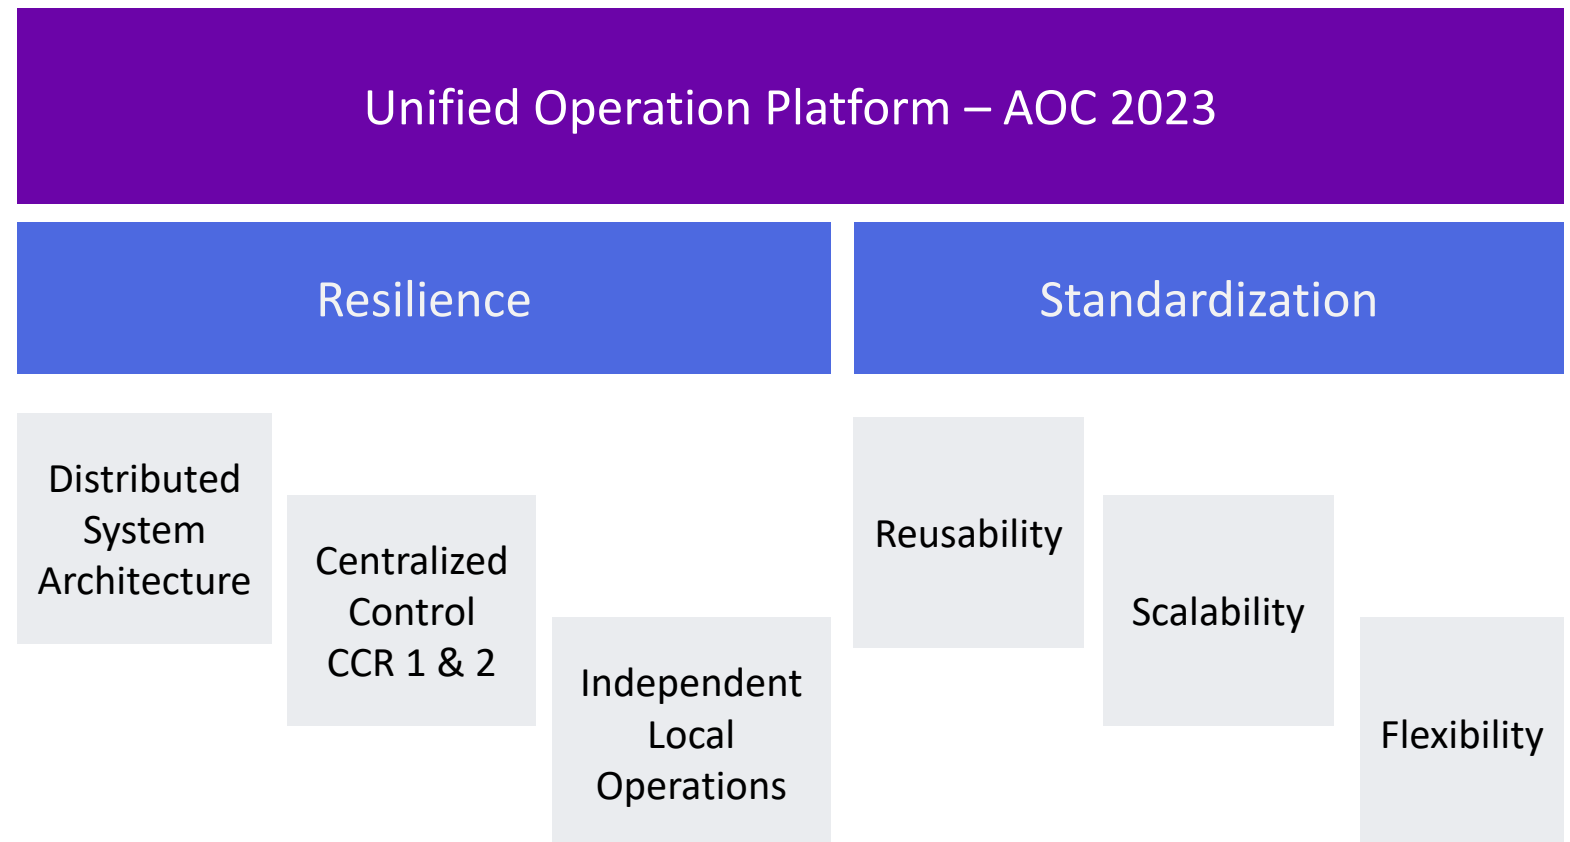 Unified Operation Platform – AOC 2023
Resilience
Standardization
Distributed
System
Architecture
Centralized
Control
CCR 1 & 2
Independent
Local
Operations
Reusability
Scalability
Flexibility